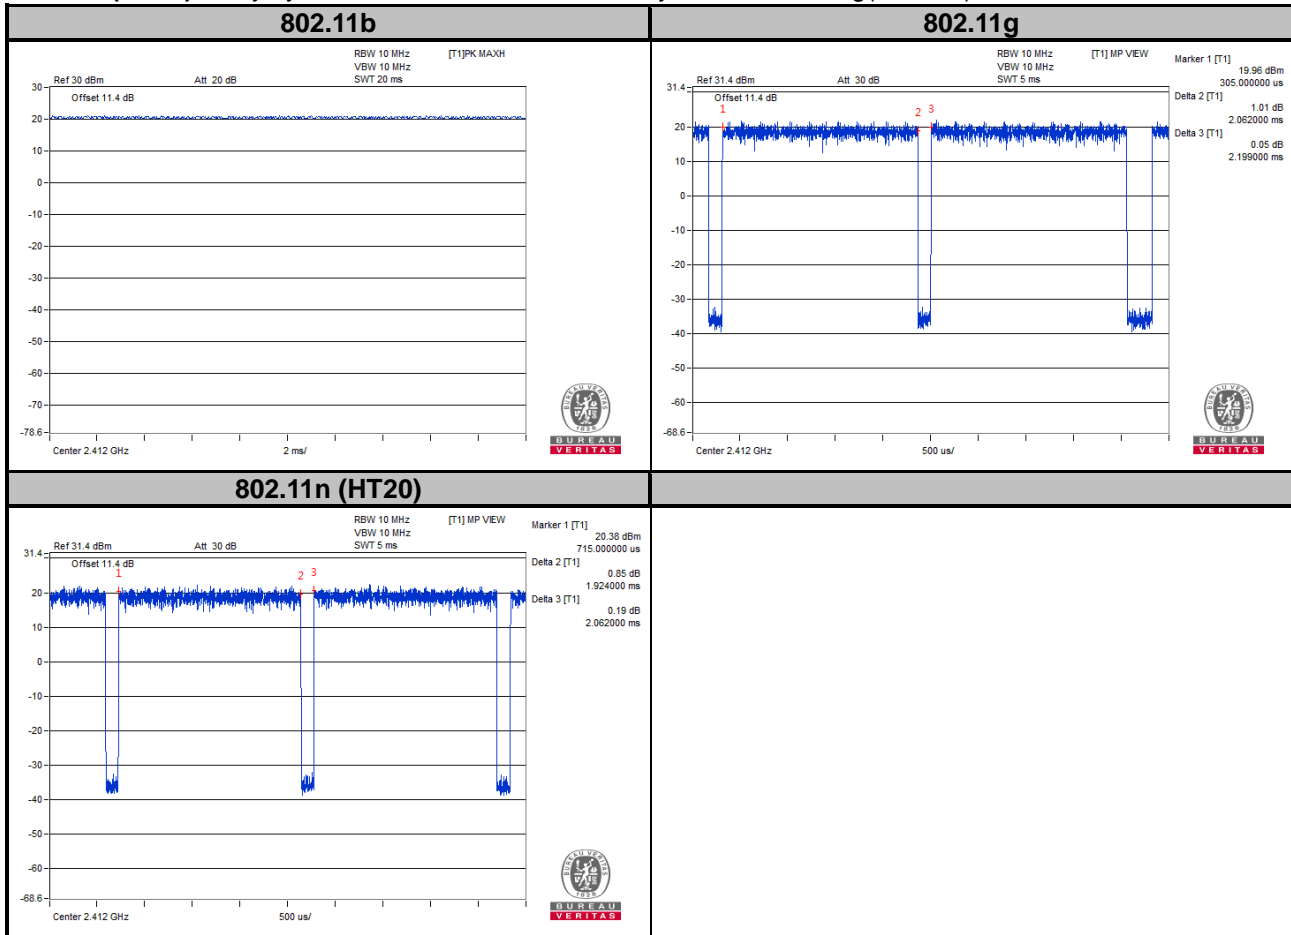 802.11b
802.11g
RBW 10 MHz
[T1]PK MAXH
VBW 10 MHz
Ref 30 dBm
Att 20 dB
SWT 20 ms
30
Offset 11.4 dB
20
10
0
-10
-20
-30
-40
-50
-60
-70
-78.6
Center 2.412 GHz
2 ms/
BUREAU VERITAS
1828
BUREAU
VERITAS
RBW 10 MHz
[T1] MP VIEW
Marker 1 [T1]
VBW 10 MHz
19.96 dBm
Ref 31.4 dBm
Att 30 dB
SWT 5 ms
305.000000 us
31.4
Offset 11.4 dB
Delta 2 [T1]
1
2
3
1.01 dB
2.062000 ms
20
Delta 3 [T1]
0.05 dB
2.199000 ms
10
0
-10
-20
-30
-40
-50
-60
-68.6
Center 2.412 GHz
500 us/
BUREAU VERITAS
1828
BUREAU
VERITAS
802.11n (HT20)
RBW 10 MHz
[T1] MP VIEW
Marker 1 [T1]
VBW 10 MHz
20.38 dBm
Ref 31.4 dBm
Att 30 dB
SWT 5 ms
715.000000 us
31.4
Offset 11.4 dB
Delta 2 [T1]
1
2
3
0.85 dB
1.924000 ms
20
Delta 3 [T1]
0.19 dB
2.062000 ms
10
0
-10
-20
-30
-40
-50
-60
-68.6
Center 2.412 GHz
500 us/
BUREAU VERITAS
1828
BUREAU
VERITAS